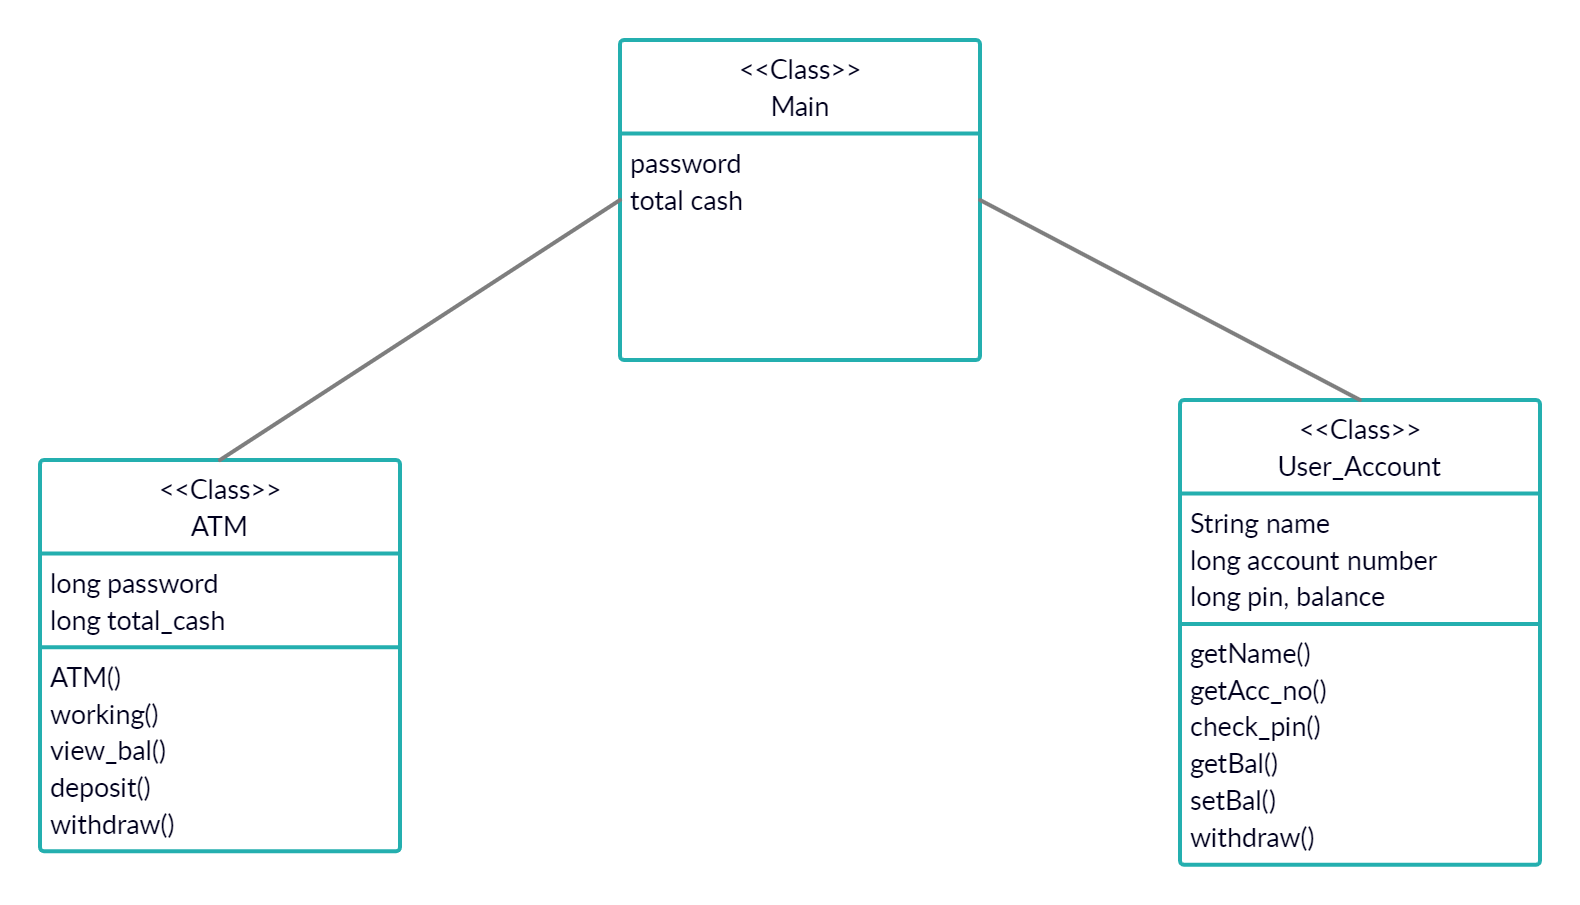 <<Class>>
Main
password
total cash
<<Class>>
ATM
long password
long total_cash
ATM()
working()
view_bal()
deposit()
withdraw()
<<Class>>
User_Account
String name
long account number
long pin, balance
getName()
getAcc_no()
check_pin()
getBal()
setBal()
withdraw()